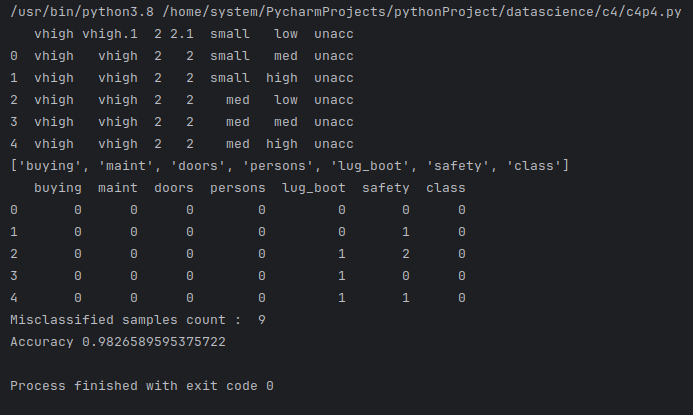 /usr/bin/python3.8 /home/system/PycharmProjects/pythonProject/datascience/c4/c4p4.py
   vhigh vhigh.1  2 2.1  small   low  unacc
0  vhigh   vhigh  2   2  small   med  unacc
1  vhigh   vhigh  2   2  small  high  unacc
2  vhigh   vhigh  2   2    med   low  unacc
3  vhigh   vhigh  2   2    med   med  unacc
4  vhigh   vhigh  2   2    med  high  unacc
['buying', 'maint', 'doors', 'persons', 'lug_boot', 'safety', 'class']
   buying  maint  doors  persons  lug_boot  safety  class
0       0      0      0        0         0       0      0
1       0      0      0        0         0       1      0
2       0      0      0        0         1       2      0
3       0      0      0        0         1       0      0
4       0      0      0        0         1       1      0
Misclassified samples count :  9
Accuracy 0.9826589595375722
Process finished with exit code 0